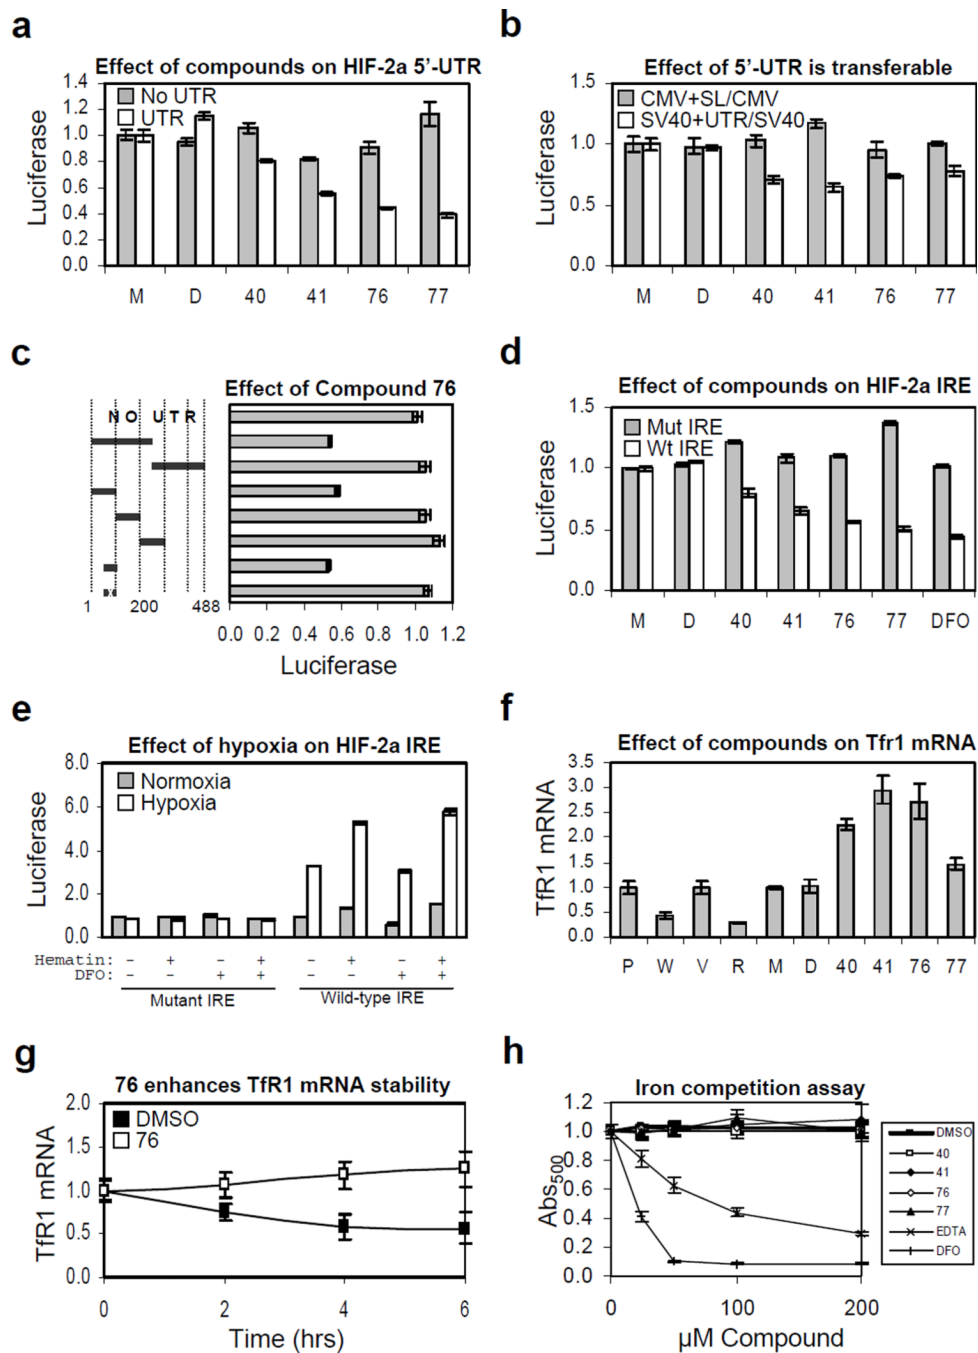 a
Effect of compounds on HIF-2a 5'-UTR
No UTR
UTR
Luciferase
1.4
1.2
1.0
0.8
0.6
0.4
0.2
0.0
M D 40 41 76 77
b
Effect of 5'-UTR is transferable
CMV+SL/CMV
SV40+UTR/SV40
Luciferase
1.5
1.0
0.5
0.0
M D 40 41 76 77
c
Effect of Compound 76
NO UTR
1 200 488
0.0 0.2 0.4 0.6 0.8 1.0 1.2
Luciferase
d
Effect of compounds on HIF-2a IRE
Mut IRE
Wt IRE
Luciferase
1.5
1.0
0.5
0.0
M D 40 41 76 77 DFO
e
Effect of hypoxia on HIF-2a IRE
Normoxia
Hypoxia
Luciferase
8.0
6.0
4.0
2.0
0.0
Hematin: - + - + - + - +
DFO: - - + + - - + +
Mutant IRE Wild-type IRE
f
Effect of compounds on Tfr1 mRNA
TfR1 mRNA
3.5
3.0
2.5
2.0
1.5
1.0
0.5
0.0
P W V R M D 40 41 76 77
g
76 enhances TfR1 mRNA stability
DMSO
76
TfR1 mRNA
2.0
1.5
1.0
0.5
0.0
0 2 4 6
Time (hrs)
h
Iron competition assay
Abs500
1.2
1.0
0.8
0.6
0.4
0.2
0.0
0 100 200
µM Compound
DMSO
40
41
76
77
EDTA
DFO